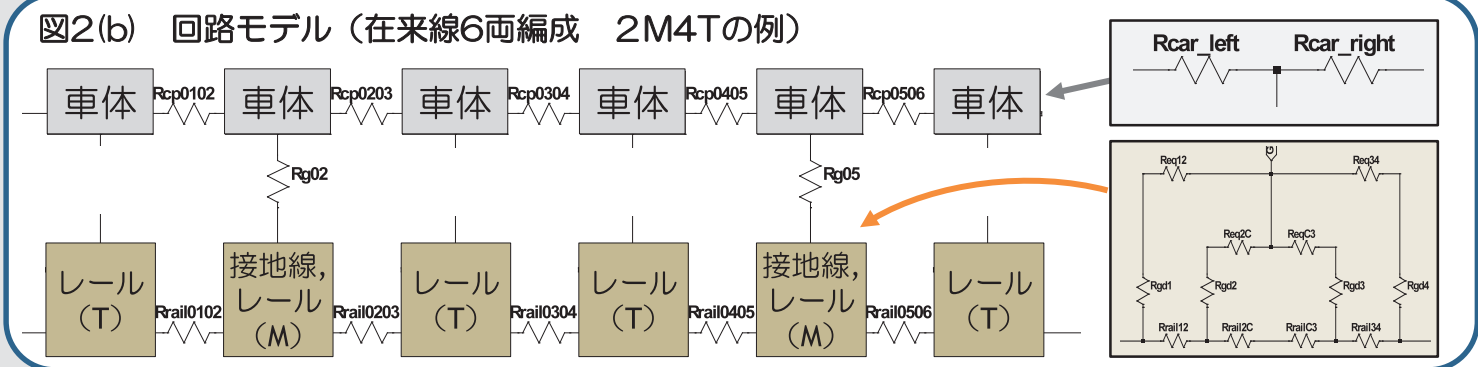 図2(b) 回路モデル（在来線6両編成 2M4Tの例）
車体 Rcp0102 車体 Rcp0203 車体 Rcp0304 車体 Rcp0405 車体 Rcp0506 車体
Rg02 Rg05
レール
(T)
Rrail0102
接地線,
レール
(M)
Rrail0203
レール
(T)
Rrail0304
レール
(T)
Rrail0405
接地線,
レール
(M)
Rrail0506
レール
(T)
Rcar_left Rcar_right
G
Req12 Req34
Req2C ReqC3
Rgd1 Rgd2 Rgd3 Rgd4
Rrail12 Rrail2C RrailC3 Rrail34